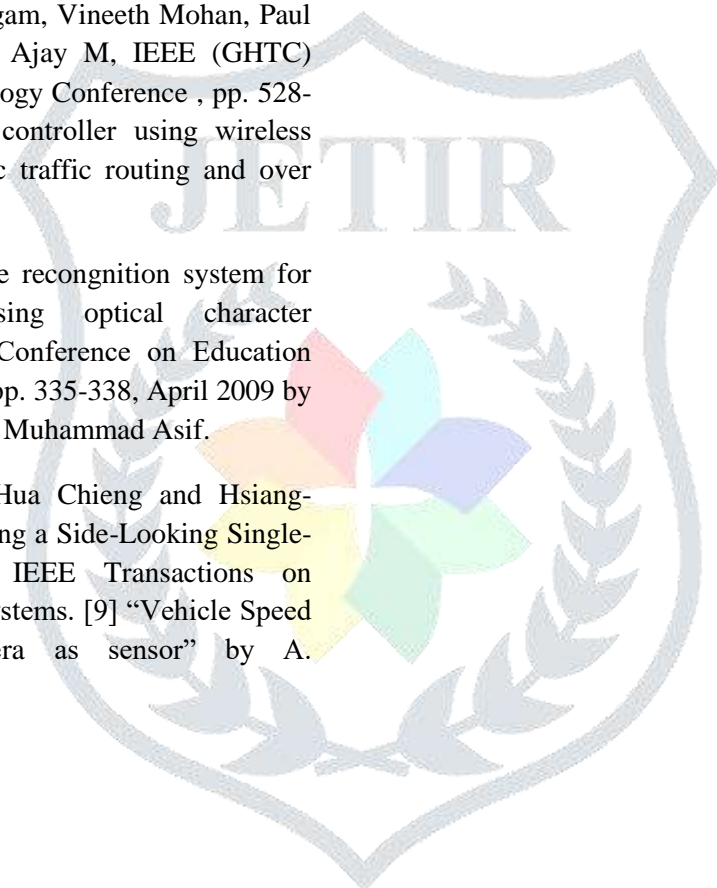 gam, Vineeth Mohan, Paul
Ajay M, IEEE (GHTC)
ogy Conference , pp. 528-
controller using wireless
c traffic routing and over
JETIR
e recongnition system for
sing optical character
Conference on Education
pp. 335-338, April 2009 by
Muhammad Asif.
Hua Chieng and Hsiang-
ng a Side-Looking Single-
IEEE Transactions on
ystems. [9] “Vehicle Speed
era as sensor” by A.